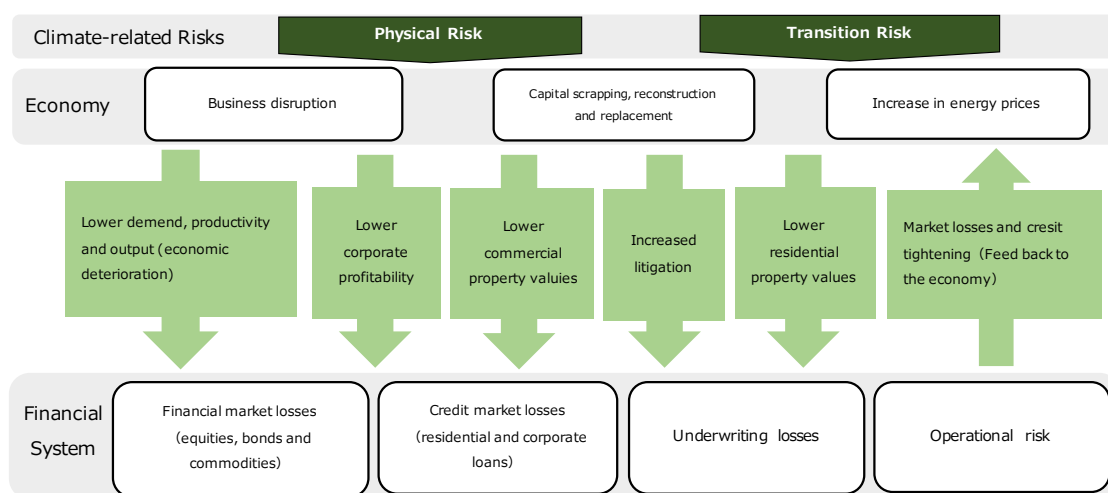 Climate-related Risks
Physical Risk
Transition Risk
Economy
Business disruption
Capital scrapping, reconstruction
and replacement
Increase in energy prices
Lower demand, productivity
and output (economic
deterioration)
Lower
corporate
profitability
Lower
commercial
property valuies
Increased
litigation
Lower
residential
property values
Market losses and cresit
tightening（Feed back to
the economy）
Financial
System
Financial market losses
（equities, bonds and
commodities）
Credit market losses
（residential and corporate
loans）
Underwriting losses
Operational risk